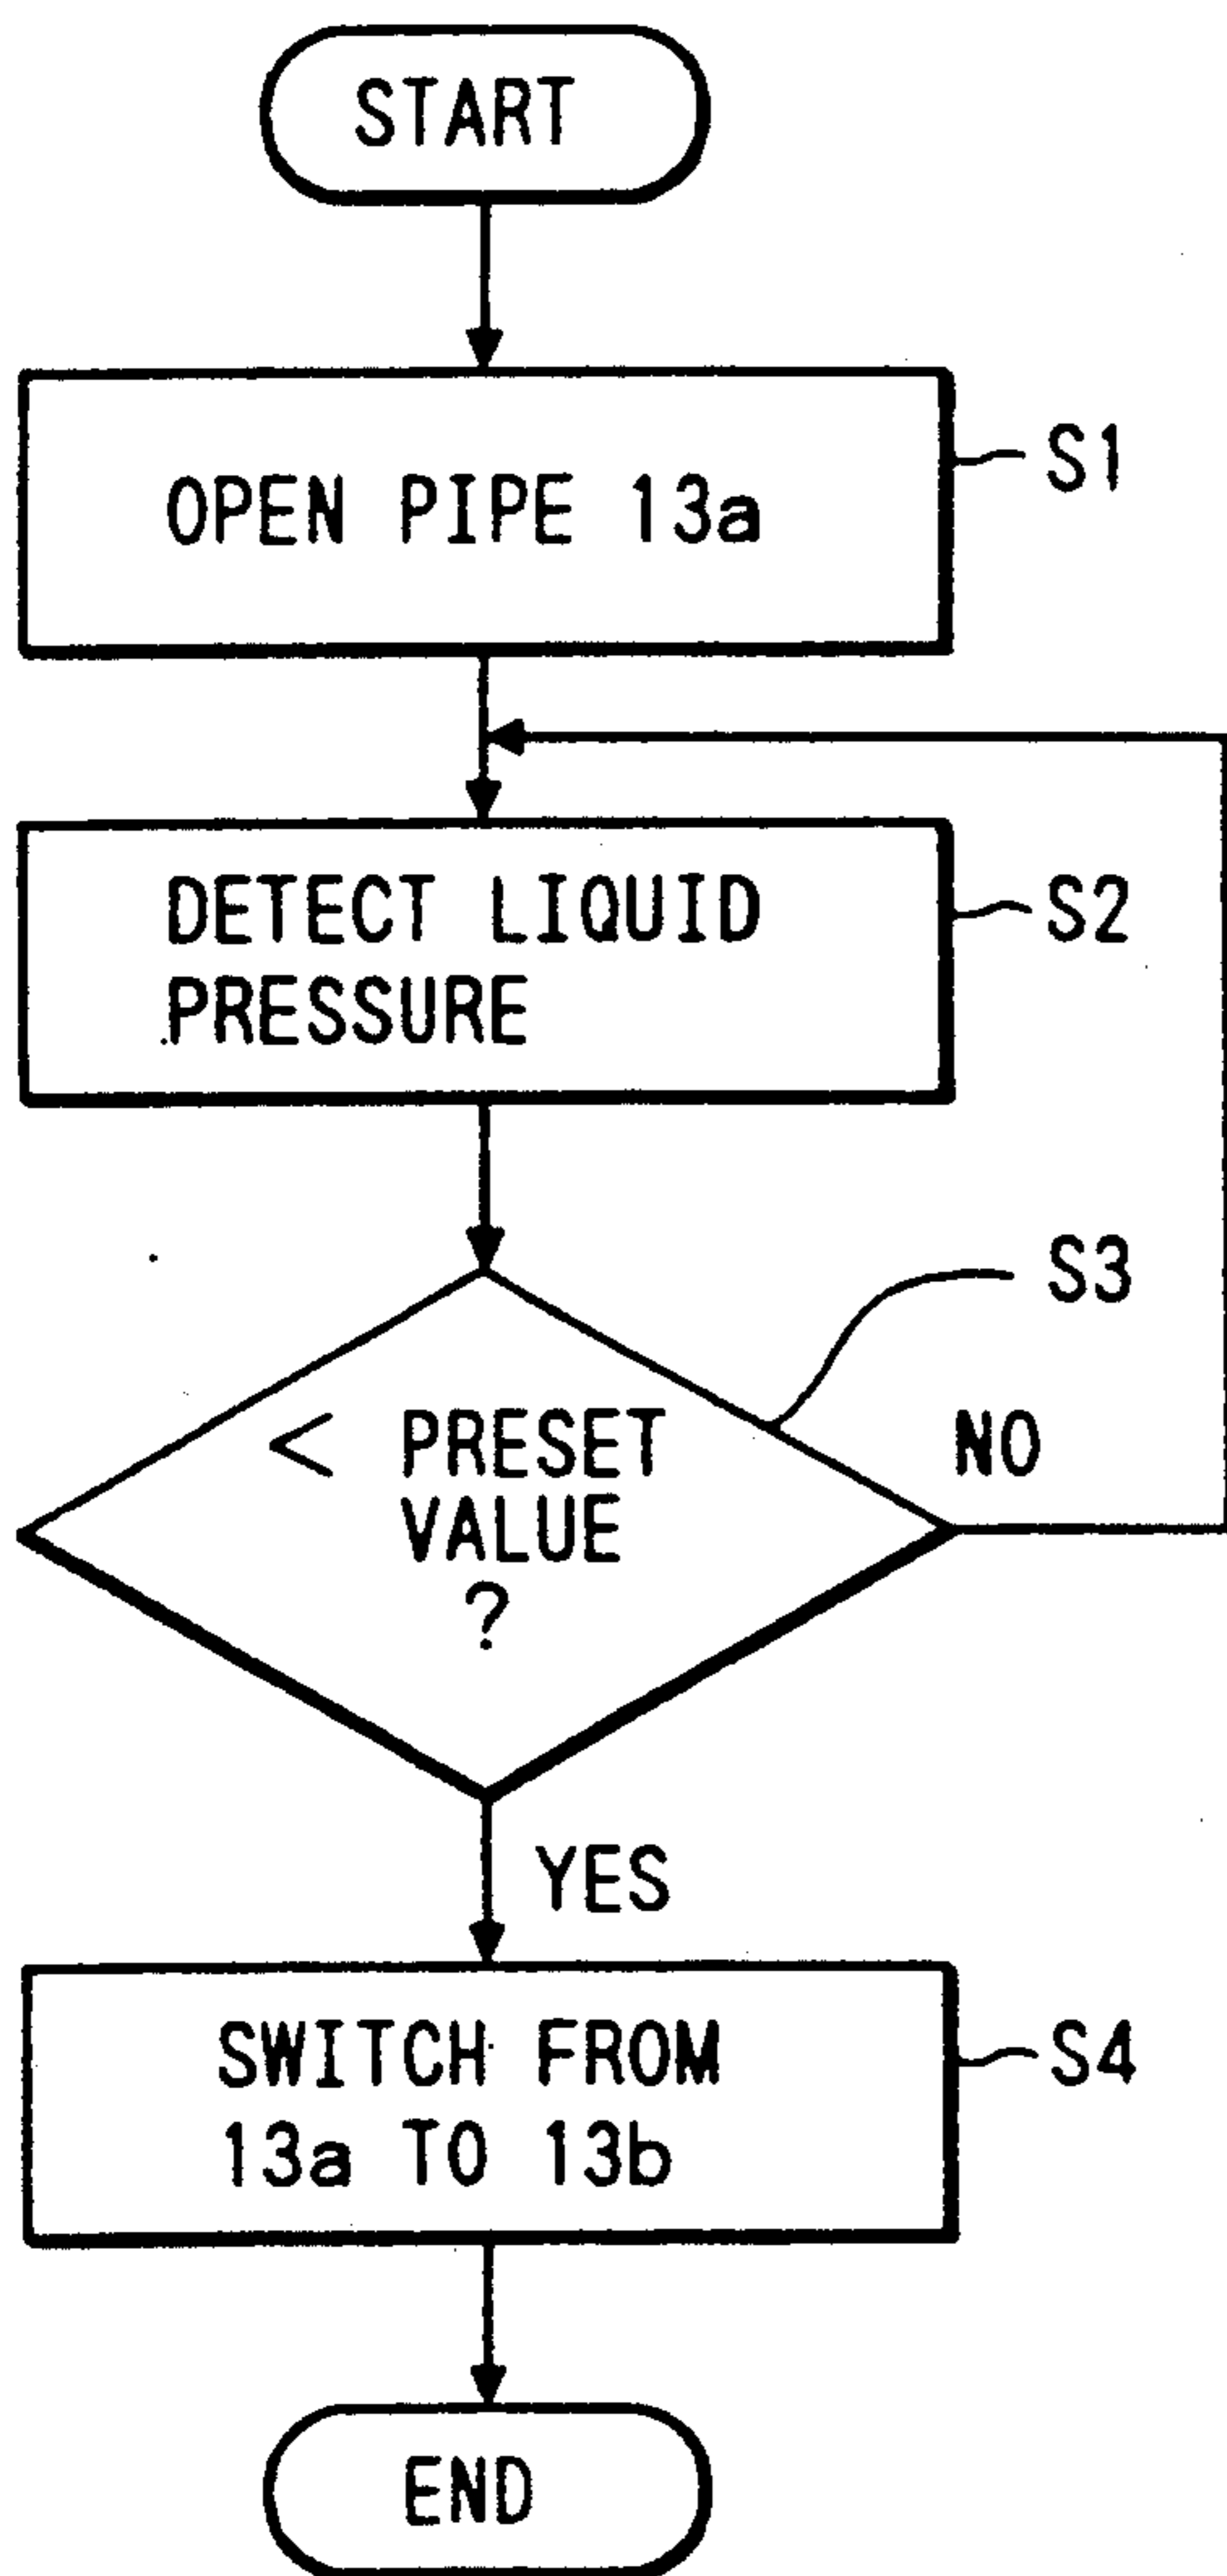 START
OPEN PIPE 13a
S1
DETECT LIQUID
PRESSURE
S2
S3
< PRESET
VALUE
?
NO
YES
SWITCH FROM
13a TO 13b
S4
END